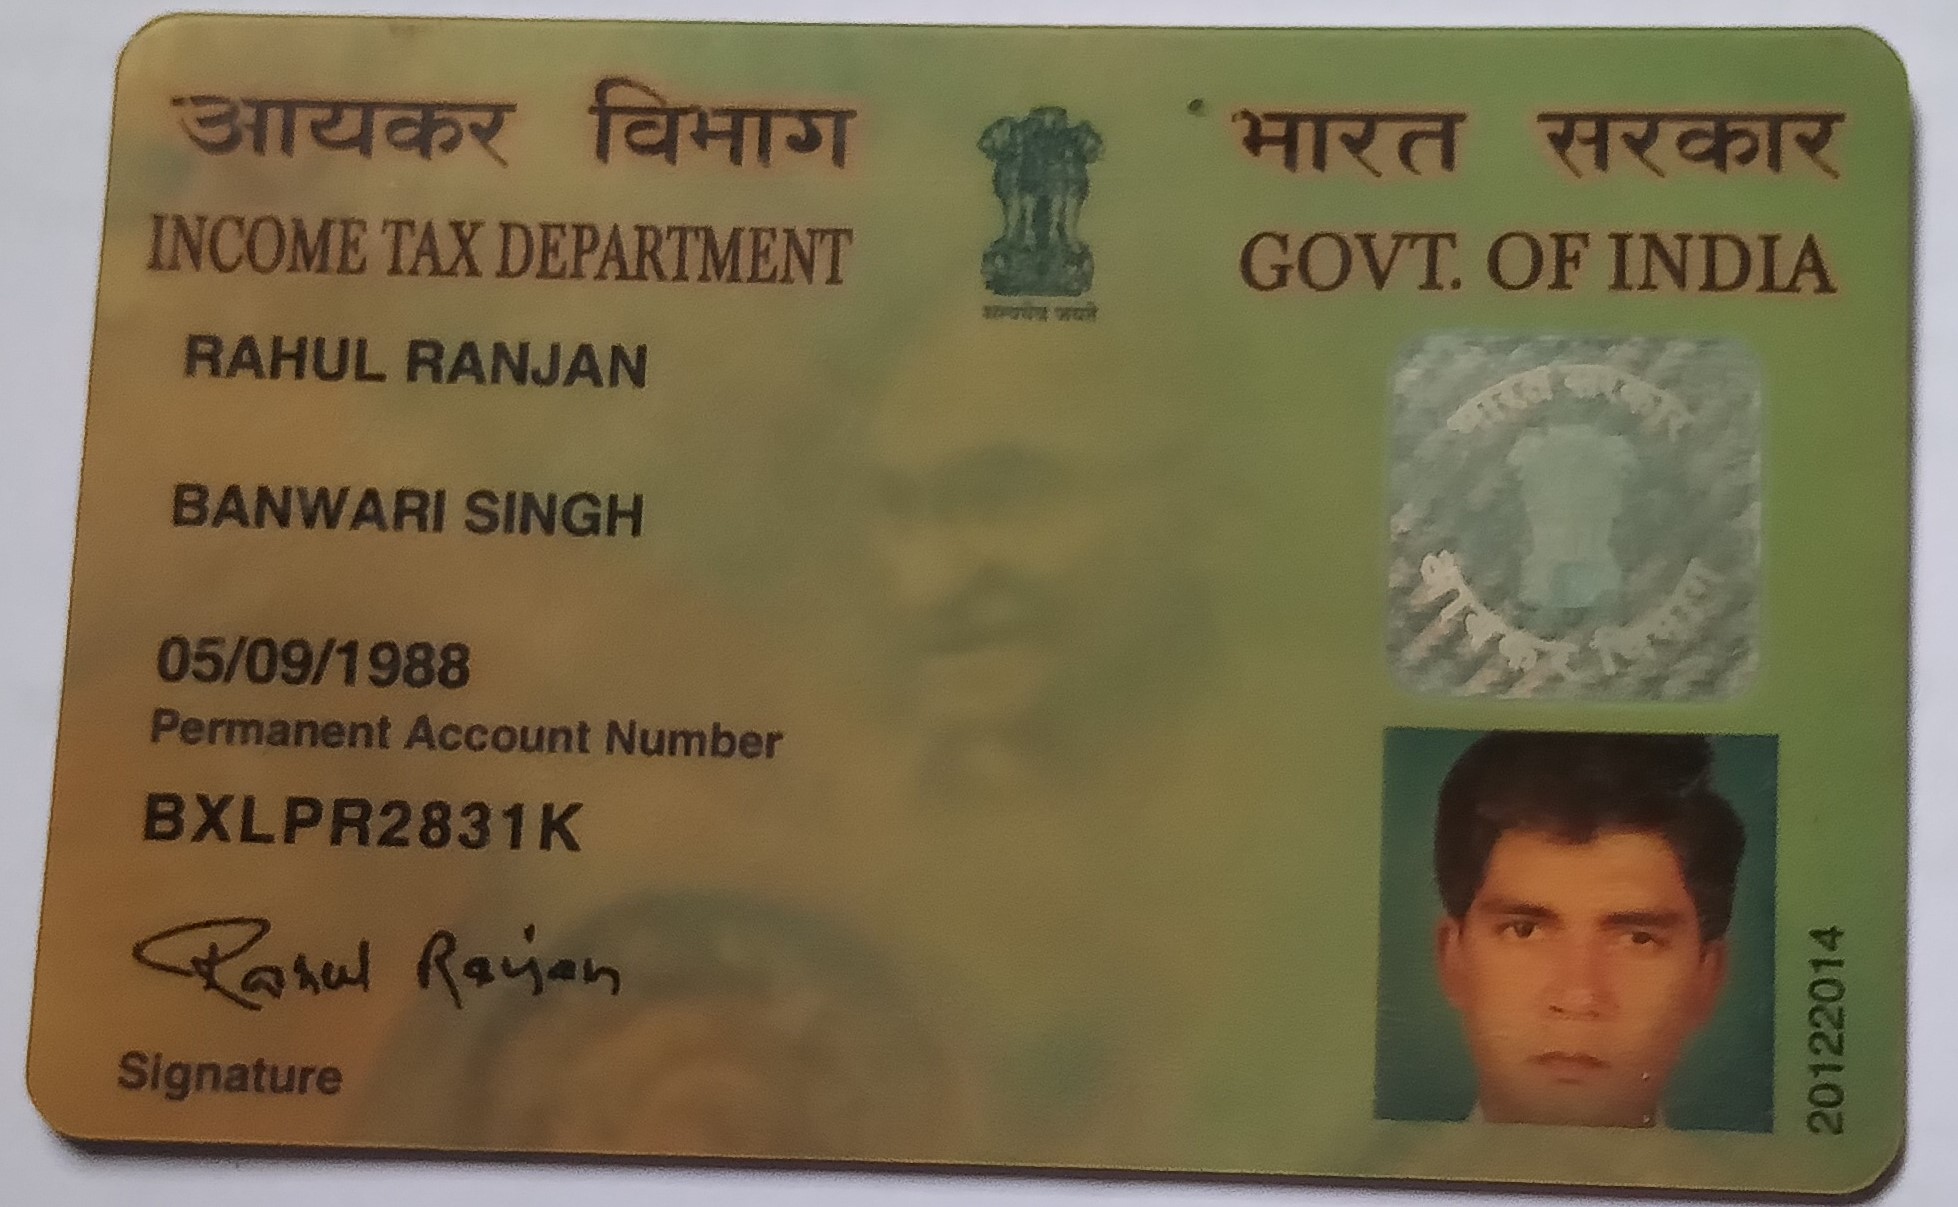 आयकर विभाग
भारत सरकार
INCOME TAX DEPARTMENT
GOVT. OF INDIA
सत्यमेव जयते
RAHUL RANJAN
भारत सरकार
BANWARI SINGH
आयकर विभाग
05/09/1988
Permanent Account Number
BXLPR2831K
Rahul Ranjan
Signature
20122014